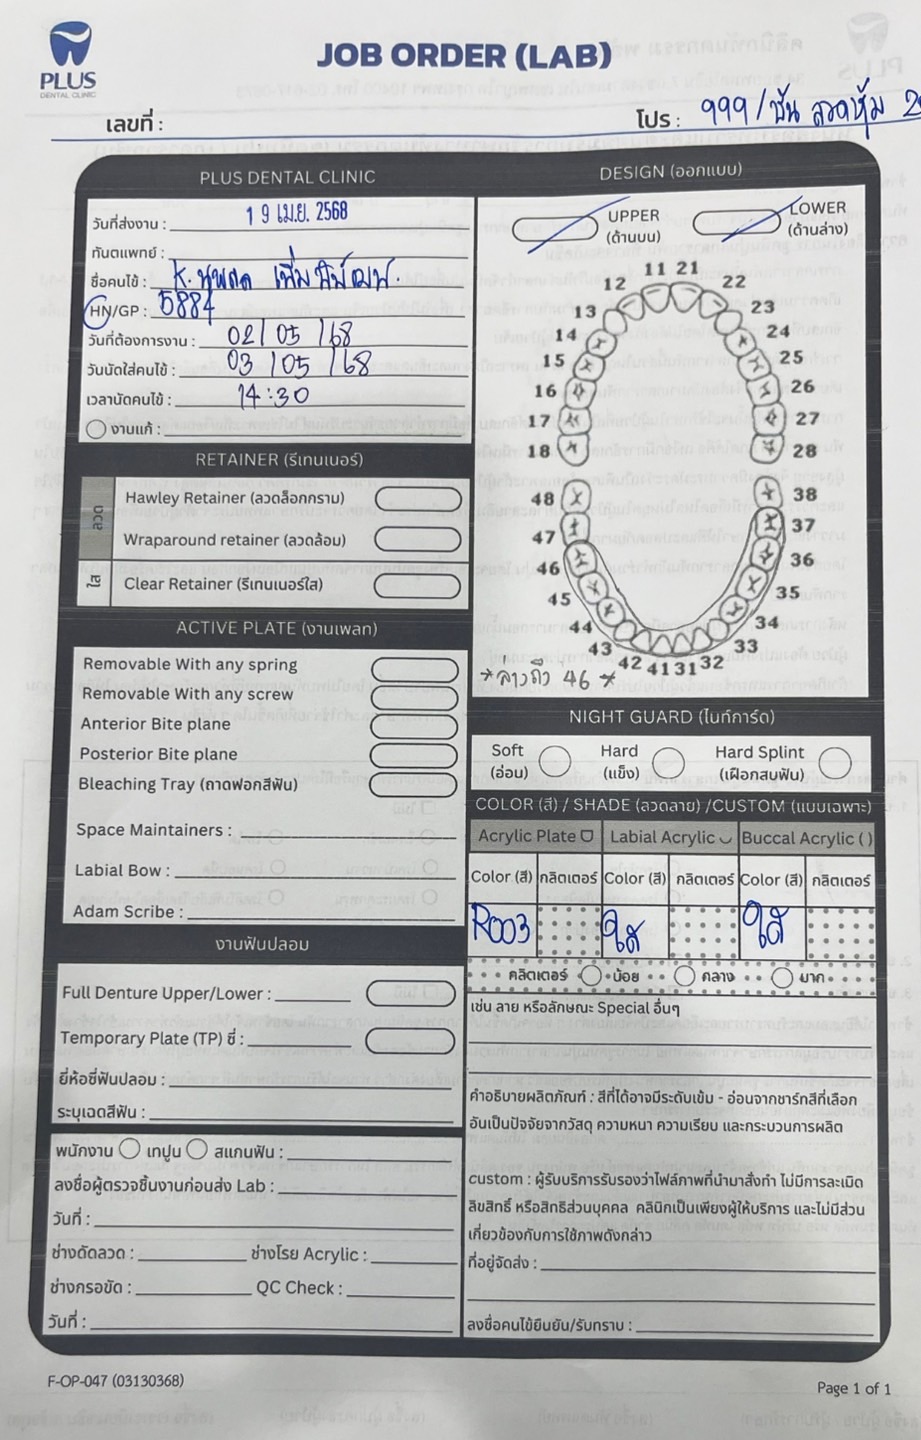 PLUS
DENTAL CLINIC
JOB ORDER (LAB)
เลขที่ :
โปร : 999/ชิ้น ลวดหุ้ม
PLUS DENTAL CLINIC
วันที่ส่งงาน : 19 เม.ย. 2568
ทันตแพทย์ :
ชื่อคนไข้ : K.
HN/GP : 5884
วันที่ต้องการงาน : 02/05/68
วันนัดใส่คนไข้ : 03/05/68
เวลานัดคนไข้ : 14:30
งานแก้ :
DESIGN (ออกแบบ)
UPPER
(ด้านบน)
LOWER
(ด้านล่าง)
11 21
12 22
13 23
14 24
15 25
16 26
17 27
18 28
48 38
47 37
46 36
45 35
44 34
43 33
42 41 31 32
*ลาวถึง 46*
RETAINER (รีเทนเนอร์)
ลวด
Hawley Retainer (ลวดล็อกกราม)
Wraparound retainer (ลวดล้อม)
ใส
Clear Retainer (รีเทนเนอร์ใส)
ACTIVE PLATE (งานเพลท)
Removable With any spring
Removable With any screw
Anterior Bite plane
Posterior Bite plane
Bleaching Tray (ถาดฟอกสีฟัน)
Space Maintainers :
Labial Bow :
Adam Scribe :
NIGHT GUARD (ไนท์การ์ด)
Soft
(อ่อน)
Hard
(แข็ง)
Hard Splint
(เฝือกสบฟัน)
COLOR (สี) / SHADE (ลวดลาย) /CUSTOM (แบบเฉพาะ)
Acrylic Plate Labial Acrylic Buccal Acrylic ( )
Color (สี) กลิตเตอร์ Color (สี) กลิตเตอร์ Color (สี) กลิตเตอร์
R003 ใส ใส
กลิตเตอร์ น้อย กลาง มาก
เช่น ลาย หรือลักษณะ Special อื่นๆ
คำอธิบายผลิตภัณฑ์ : สีที่ได้อาจมีระดับเข้ม - อ่อนจากชาร์ทสีที่เลือก
อันเป็นปัจจัยจากวัสดุ ความหนา ความเรียบ และกระบวนการผลิต
custom : ผู้รับบริการรับรองว่าไฟล์ภาพที่นำมาสั่งทำ ไม่มีการละเมิด
ลิขสิทธิ์ หรือสิทธิส่วนบุคคล คลินิกเป็นเพียงผู้ให้บริการ และไม่มีส่วน
เกี่ยวข้องกับการใช้ภาพดังกล่าว
ที่อยู่จัดส่ง :
ลงชื่อคนไข้ยืนยัน/รับทราบ :
งานฟันปลอม
Full Denture Upper/Lower :
Temporary Plate (TP) ซี่ :
ยี่ห้อซี่ฟันปลอม :
ระบุเฉดสีฟัน :
พนักงาน เทปูน สแกนฟัน :
ลงชื่อผู้ตรวจชิ้นงานก่อนส่ง Lab :
วันที่ :
ช่างดัดลวด : ช่างโรย Acrylic :
ช่างกรอขัด : QC Check :
วันที่ :
F-OP-047 (03130368)
Page 1 of 1